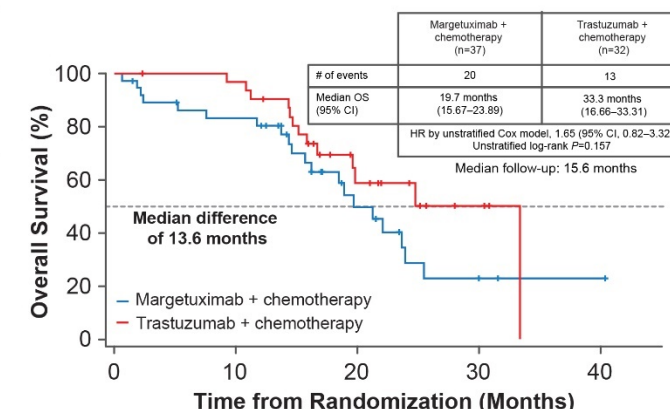 Margetuximab +
chemotherapy
(n=37)
Trastuzumab +
chemotherapy
(n=32)
# of events
20
13
Median OS
(95% CI)
19.7 months
(15.67–23.89)
33.3 months
(16.66–33.31)
HR by unstratified Cox model, 1.65 (95% CI, 0.82–3.32
Unstratified log-rank P=0.157
Median follow-up: 15.6 months
Overall Survival (%)
100
80
60
40
20
0
Median difference
of 13.6 months
Margetuximab + chemotherapy
Trastuzumab + chemotherapy
0 10 20 30 40
Time from Randomization (Months)